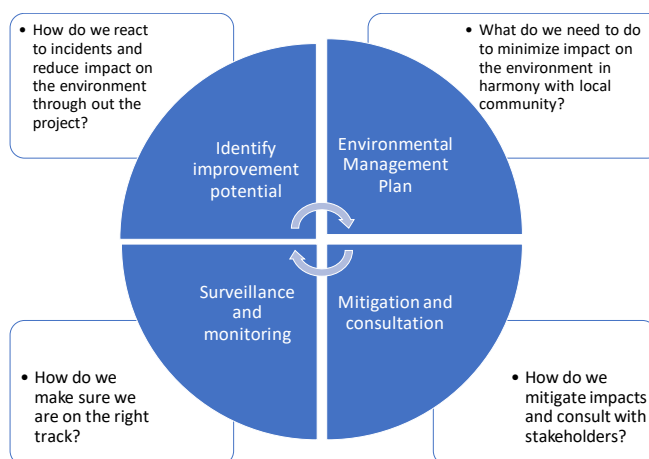 • How do we react
to incidents and
reduce impact on
the environment
through out the
project?
• What do we need to do
to minimize impact on
the environment in
harmony with local
community?
Identify
improvement
potential
Environmental
Management
Plan
Surveillance
and
monitoring
Mitigation and
consultation
• How do we
make sure we
are on the right
track?
• How do we
mitigate impacts
and consult with
stakeholders?